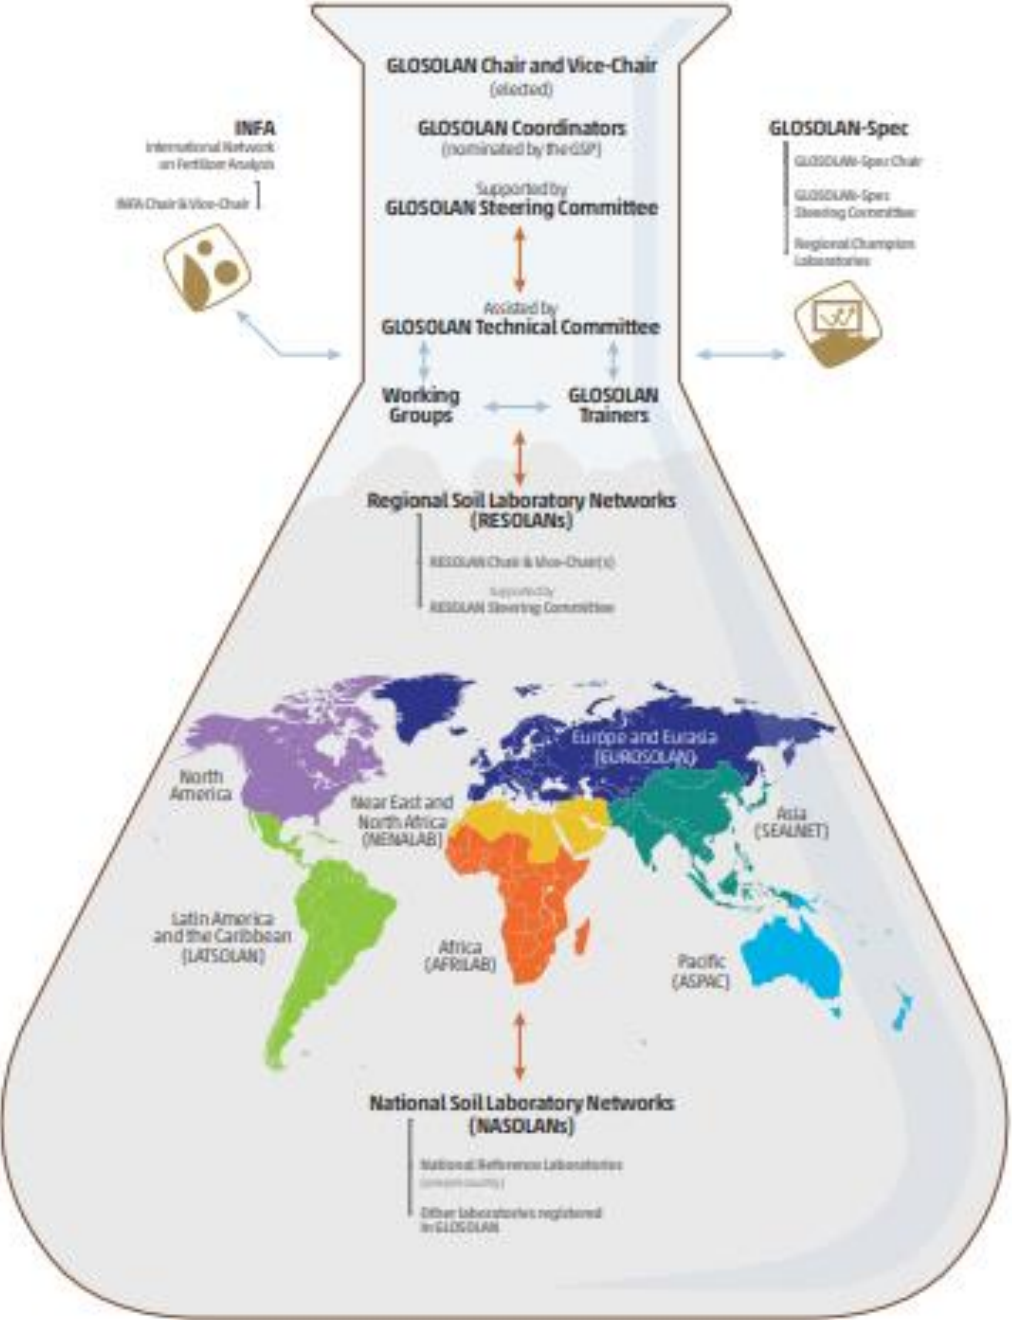 GLOSOLAN Chair and Vice-Chair
(elected)
GLOSOLAN Coordinators
(nominated by the GSP)
Supported by
GLOSOLAN Steering Committee
Assisted by
GLOSOLAN Technical Committee
Working
Groups
GLOSOLAN
Trainers
INFA
International Network
on Fertilizer Analysis
INFA Chair & Vice-Chair
GLOSOLAN-Spec
GLOSOLAN-Spec Chair
GLOSOLAN-Spec
Steering Committee
Regional Champion
Laboratories
Regional Soil Laboratory Networks
(RESOLANs)
RESOLAN Chair & Vice-Chair(s)
Supported by
RESOLAN Steering Committee
North
America
Europe and Eurasia
(EUROSOLAN)
Near East and
North Africa
(NENALAB)
Asia
(SEALNET)
Latin America
and the Caribbean
(LATSOLAN)
Africa
(AFRILAB)
Pacific
(ASPAC)
National Soil Laboratory Networks
(NASOLANs)
National Reference Laboratories
Other laboratories registered
in GLOSOLAN